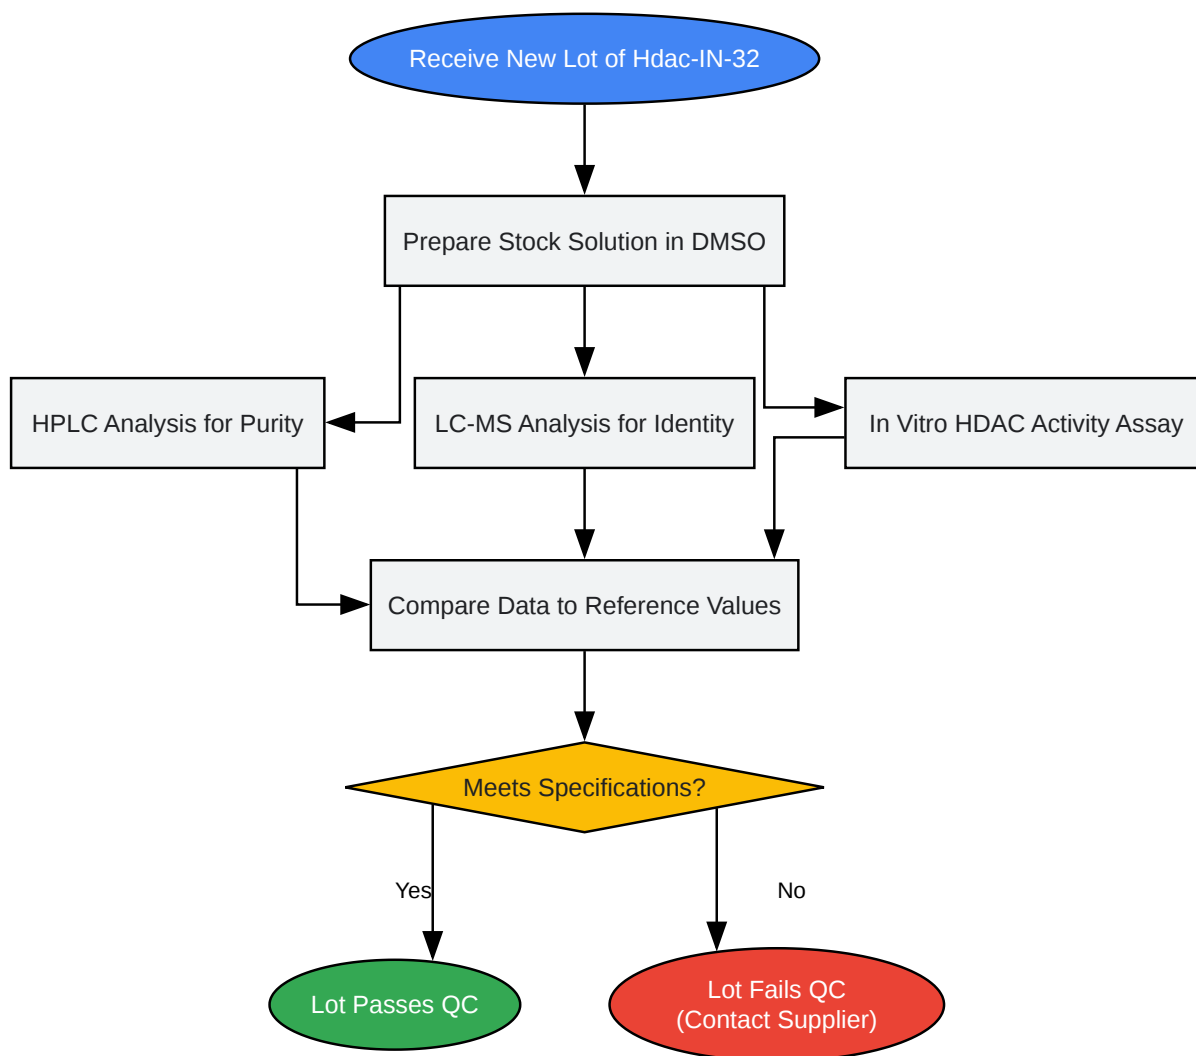 Receive New Lot of Hdac-IN-32
Prepare Stock Solution in DMSO
HPLC Analysis for Purity
LC-MS Analysis for Identity
In Vitro HDAC Activity Assay
Compare Data to Reference Values
Meets Specifications?
Yes
No
Lot Passes QC
Lot Fails QC
(Contact Supplier)